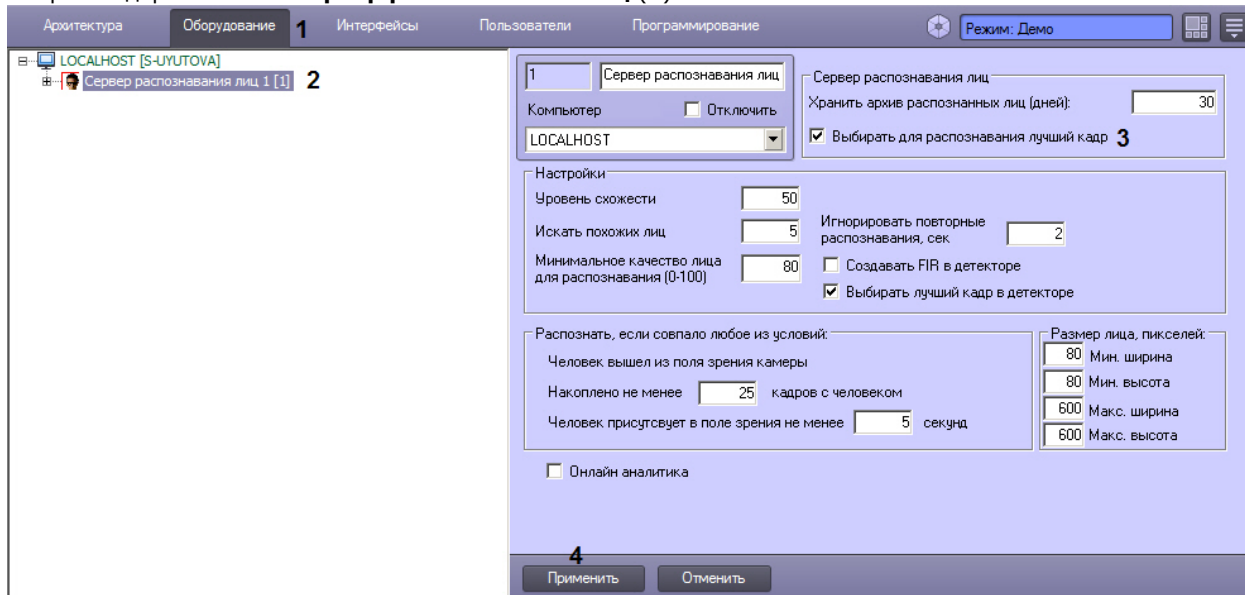 Архитектура Оборудование 1 Интерфейсы Пользователи Программирование Режим: Демо
LOCALHOST [S-UYUTOVA]
Сервер распознавания лиц 1 [1] 2
1 Сервер распознавания лиц
Компьютер Отключить
LOCALHOST
Сервер распознавания лиц
Хранить архив распознанных лиц (дней): 30
Выбирать для распознавания лучший кадр 3
Настройки
Уровень схожести 50
Искать похожих лиц 5
Минимальное качество лица
для распознавания (0-100) 80
Игнорировать повторные
распознавания, сек 2
Создавать FIR в детекторе
Выбирать лучший кадр в детекторе
Распознать, если совпало любое из условий:
Человек вышел из поля зрения камеры
Накоплено не менее 25 кадров с человеком
Человек присутсвует в поле зрения не менее 5 секунд
Размер лица, пикселей:
80 Мин. ширина
80 Мин. высота
600 Макс. ширина
600 Макс. высота
Онлайн аналитика
4
Применить Отменить